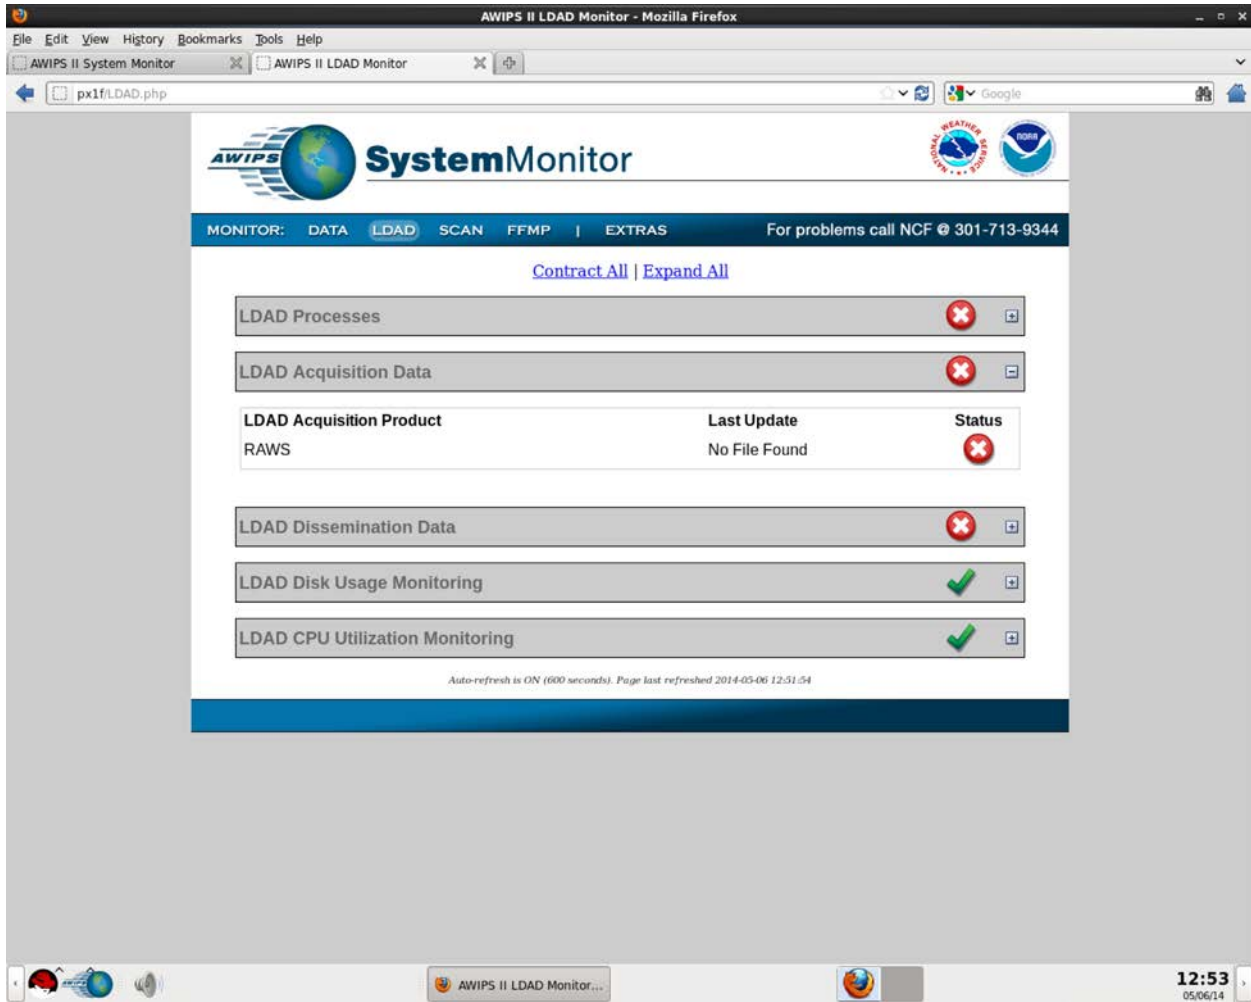 AWIPS II LDAD Monitor - Mozilla Firefox
File Edit View History Bookmarks Tools Help
AWIPS II System Monitor AWIPS II LDAD Monitor
px1f/LDAD.php Google
AWIPS SystemMonitor NATIONAL WEATHER SERVICE NOAA
MONITOR: DATA LDAD SCAN FFMP | EXTRAS For problems call NCF @ 301-713-9344
Contract All | Expand All
LDAD Processes
LDAD Acquisition Data
LDAD Acquisition Product Last Update Status
RAWS No File Found
LDAD Dissemination Data
LDAD Disk Usage Monitoring
LDAD CPU Utilization Monitoring
Auto-refresh is ON (600 seconds). Page last refreshed 2014-05-06 12:51:54
AWIPS II LDAD Monitor... 12:53
05/06/14